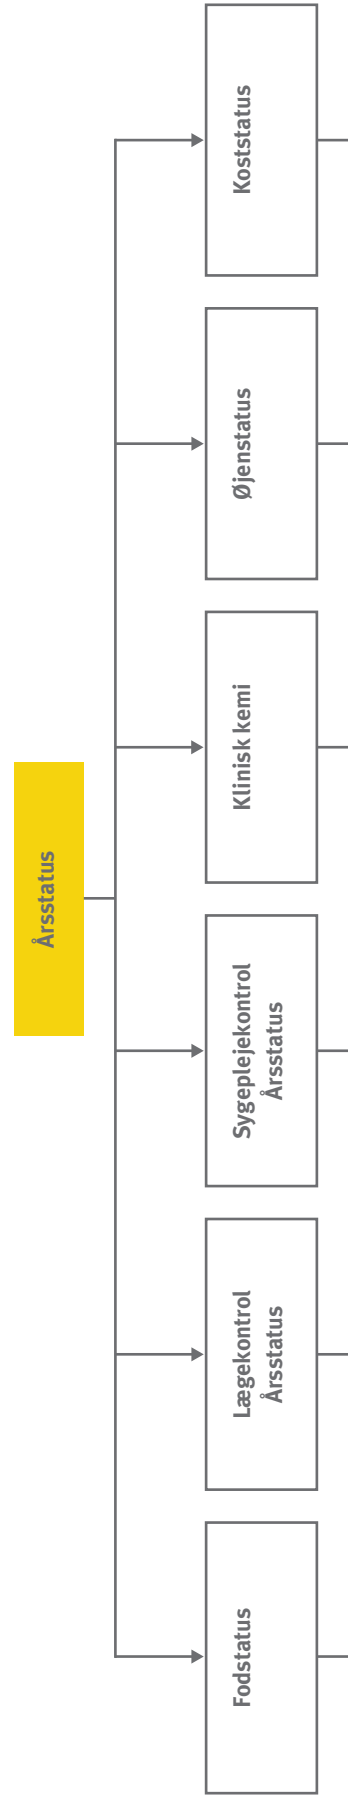 Årsstatus
Fodstatus
Lægekontrol
Årsstatus
Sygeplejekontrol
Årsstatus
Klinisk kemi
Øjenstatus
Koststatus